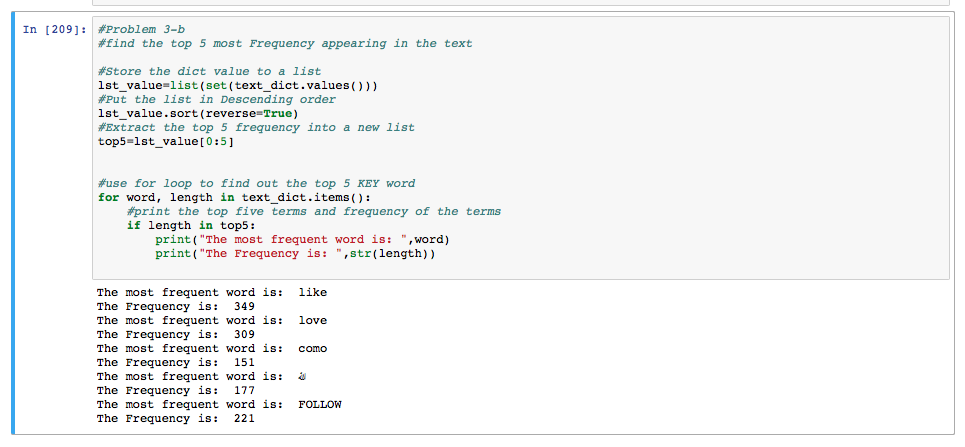 In [209]: #Problem 3-b
#find the top 5 most Frequency appearing in the text
#Store the dict value to a list
lst_value=list(set(text_dict.values()))
#Put the list in Descending order
lst_value.sort(reverse=True)
#Extract the top 5 frequency into a new list
top5=lst_value[0:5]
#use for loop to find out the top 5 KEY word
for word, length in text_dict.items():
    #print the top five terms and frequency of the terms
    if length in top5:
        print("The most frequent word is: ",word)
        print("The Frequency is: ",str(length))
The most frequent word is:  like
The Frequency is:  349
The most frequent word is:  love
The Frequency is:  309
The most frequent word is:  como
The Frequency is:  151
The most frequent word is:
The Frequency is:  177
The most frequent word is:  FOLLOW
The Frequency is:  221